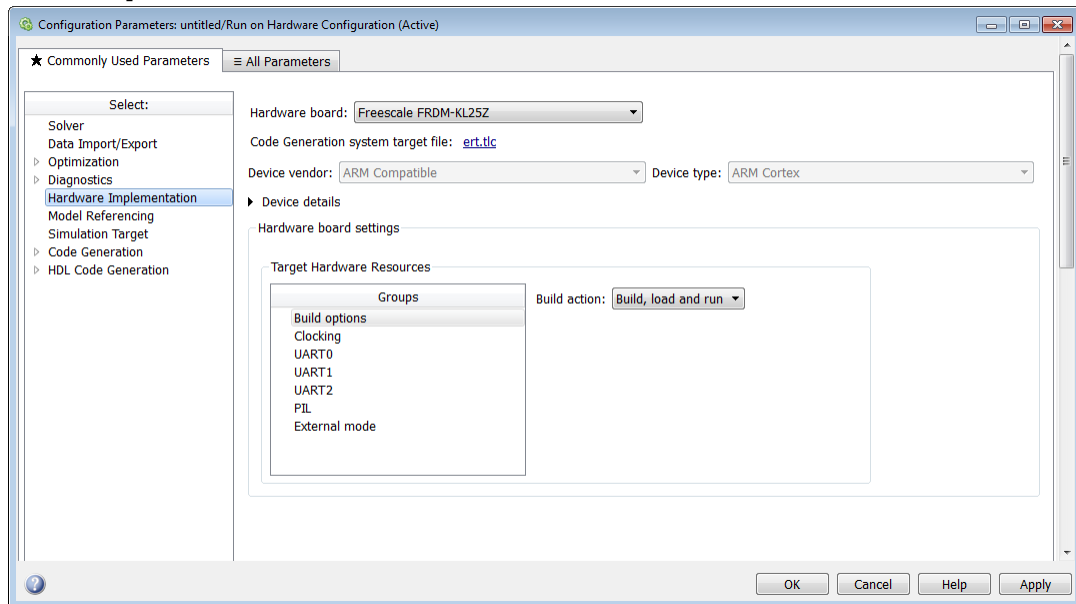 Configuration Parameters: untitled/Run on Hardware Configuration (Active)
★ Commonly Used Parameters
≡ All Parameters
Select:
Solver
Data Import/Export
Optimization
Diagnostics
Hardware Implementation
Model Referencing
Simulation Target
Code Generation
HDL Code Generation
Hardware board: Freescale FRDM-KL25Z
Code Generation system target file: ert.tlc
Device vendor: ARM Compatible Device type: ARM Cortex
Device details
Hardware board settings
Target Hardware Resources
Groups
Build options
Clocking
UART0
UART1
UART2
PIL
External mode
Build action: Build, load and run
OK Cancel Help Apply